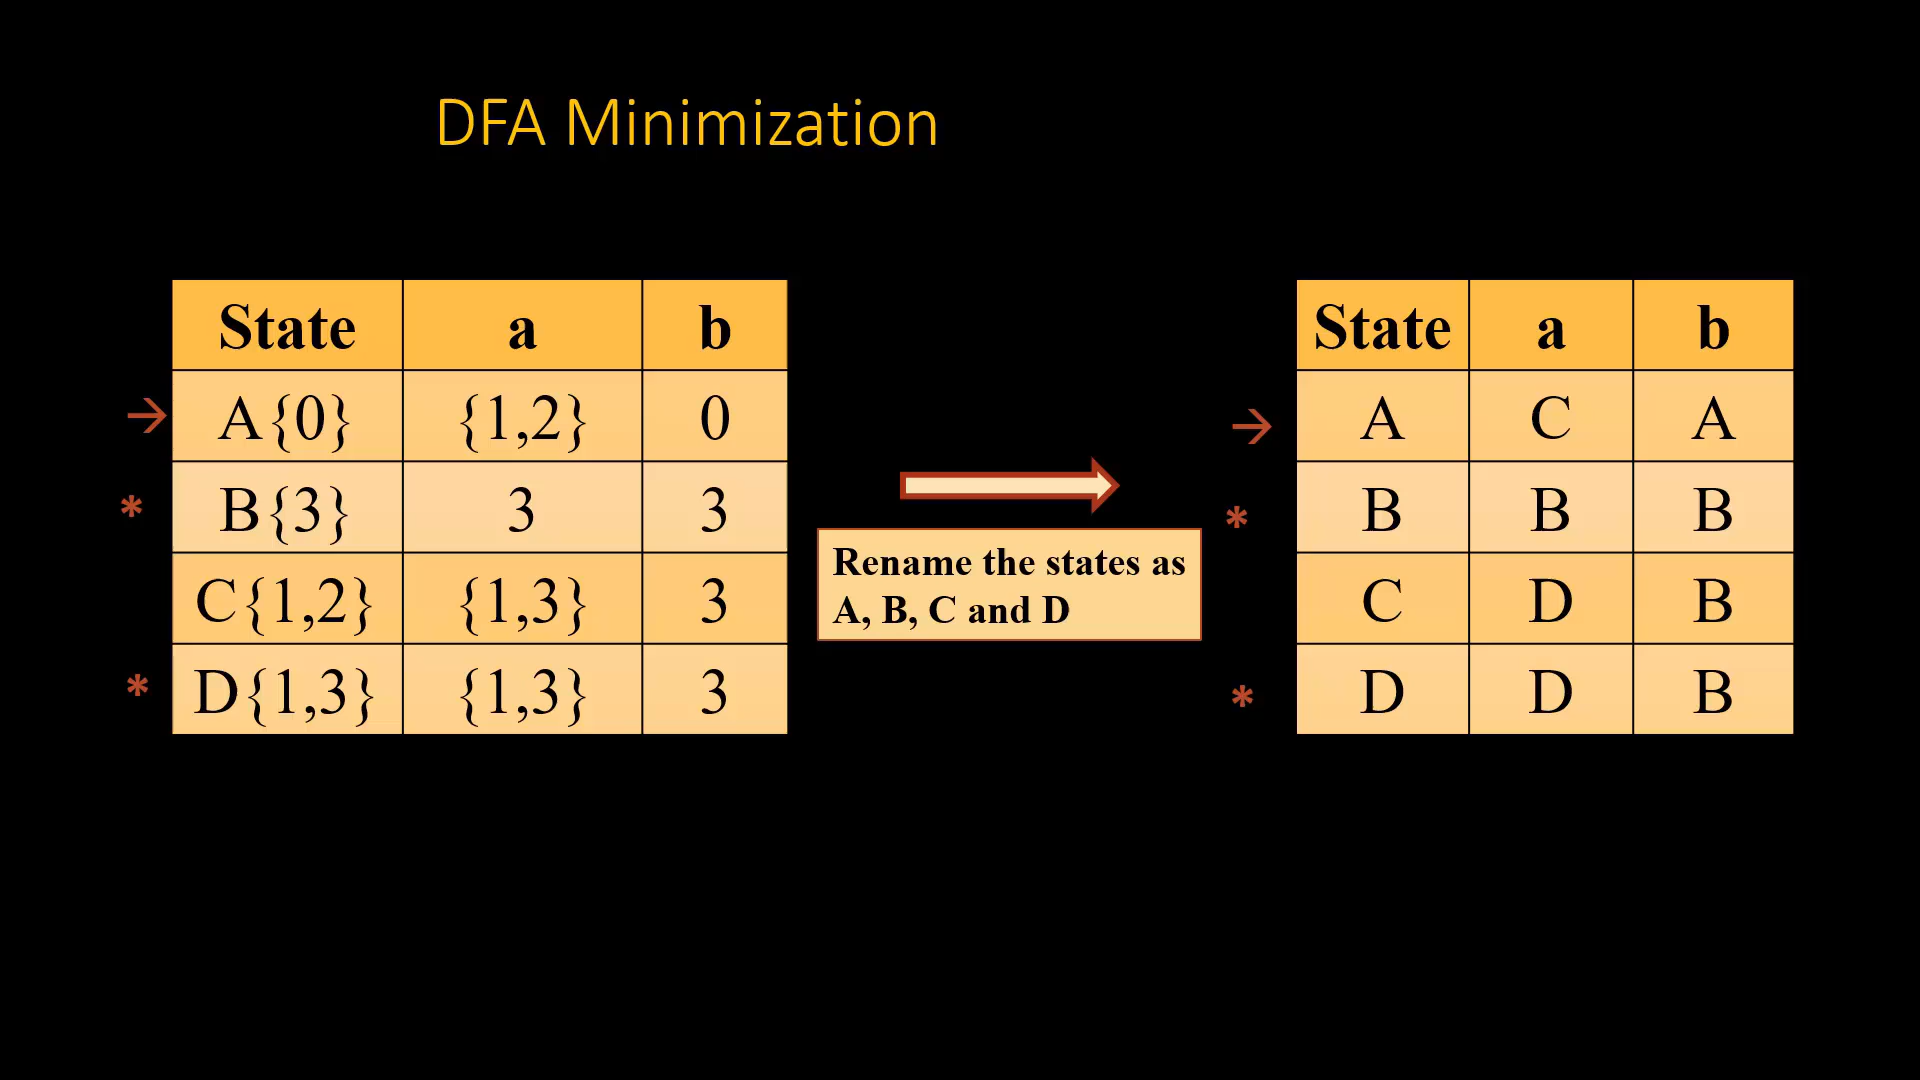 DFA Minimization
State a b
→ A{0} {1,2} 0
* B{3} 3 3
C{1,2} {1,3} 3
* D{1,3} {1,3} 3
Rename the states as
A, B, C and D
State a b
→ A C A
* B B B
C D B
* D D B